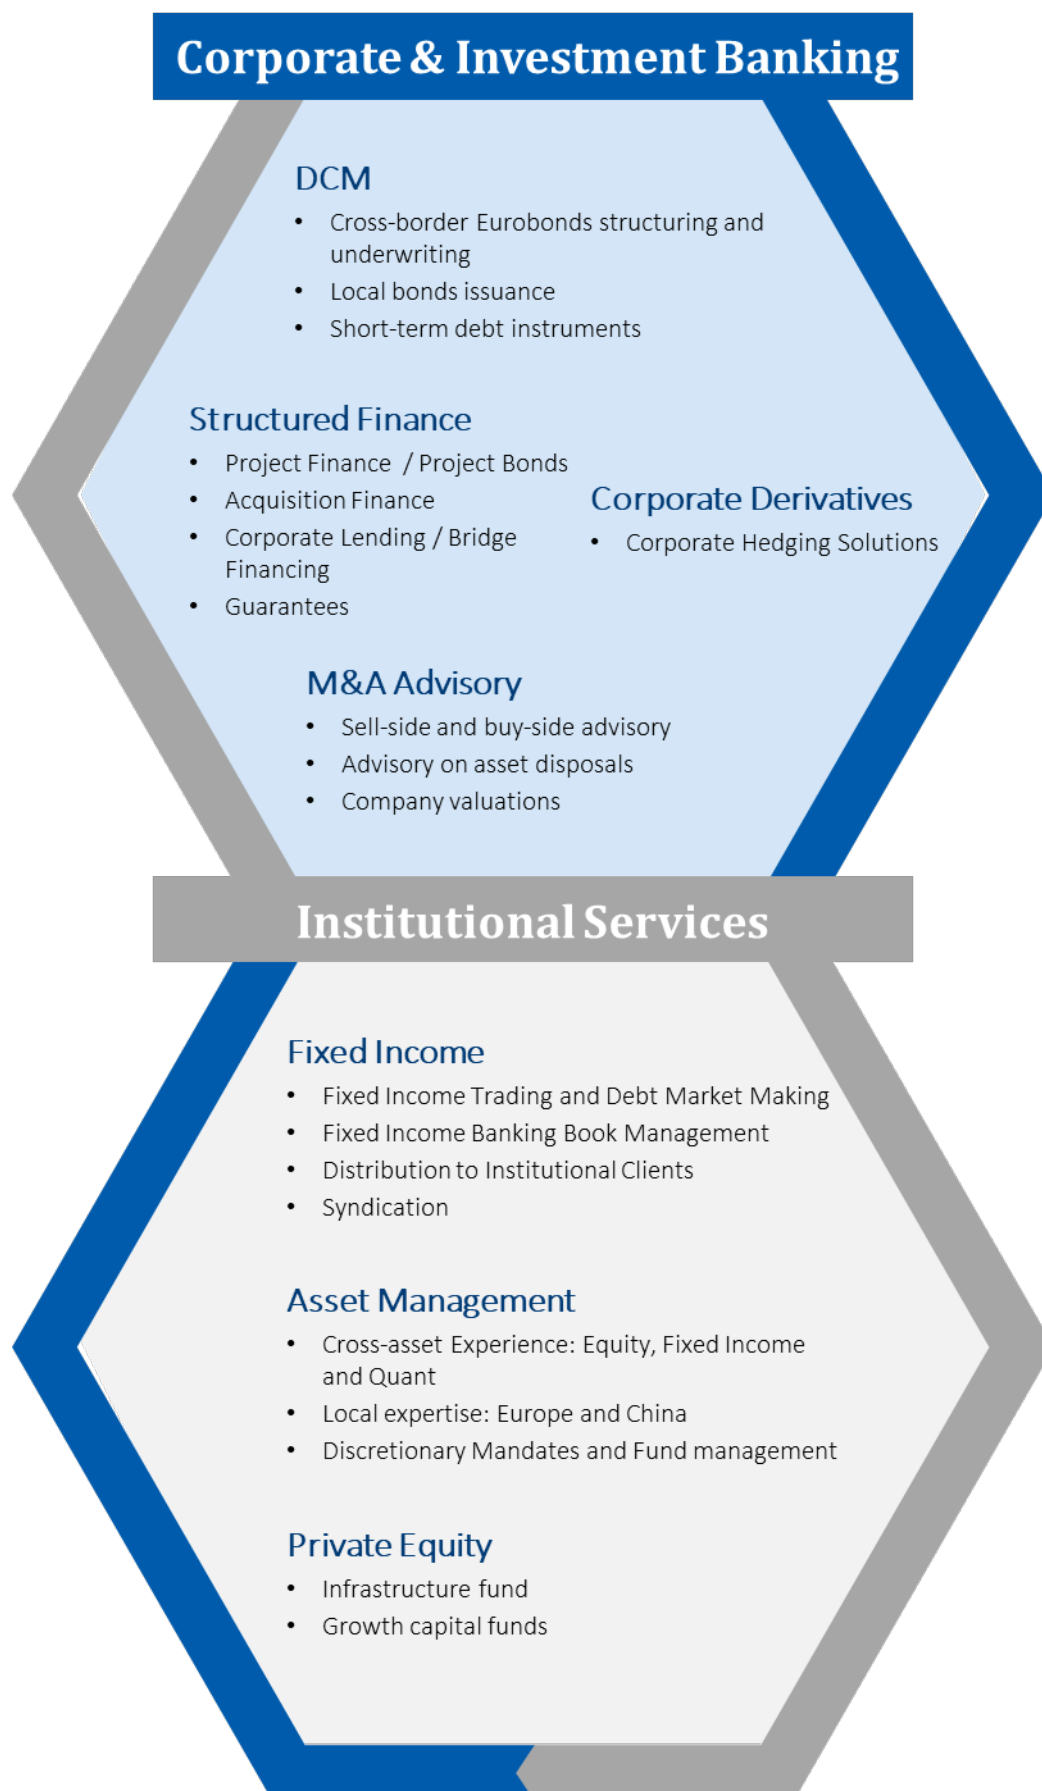 Corporate & Investment Banking
DCM
• Cross-border Eurobonds structuring and
underwriting
• Local bonds issuance
• Short-term debt instruments
Structured Finance
• Project Finance / Project Bonds
• Acquisition Finance
• Corporate Lending / Bridge
Financing
• Guarantees
Corporate Derivatives
• Corporate Hedging Solutions
M&A Advisory
• Sell-side and buy-side advisory
• Advisory on asset disposals
• Company valuations
Institutional Services
Fixed Income
• Fixed Income Trading and Debt Market Making
• Fixed Income Banking Book Management
• Distribution to Institutional Clients
• Syndication
Asset Management
• Cross-asset Experience: Equity, Fixed Income
and Quant
• Local expertise: Europe and China
• Discretionary Mandates and Fund management
Private Equity
• Infrastructure fund
• Growth capital funds